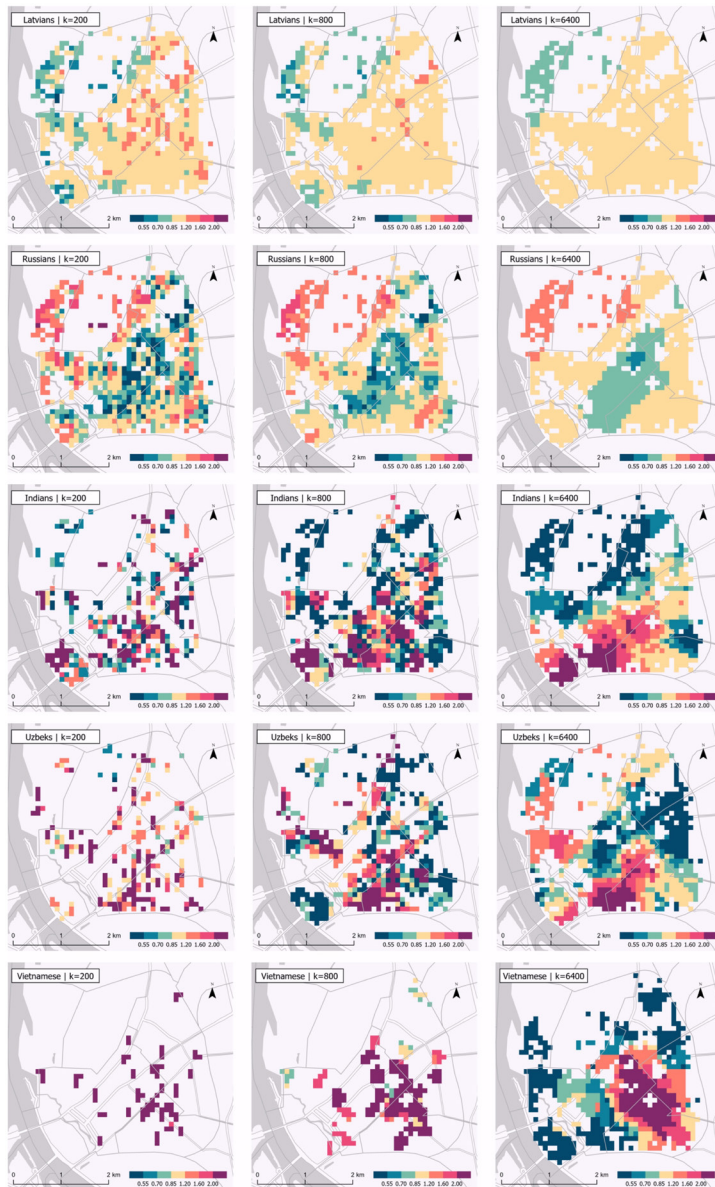 Latvians | k=200
N
0 1 2 km
0.55 0.70 0.85 1.20 1.60 2.00
Latvians | k=800
N
0 1 2 km
0.55 0.70 0.85 1.20 1.60 2.00
Latvians | k=6400
N
0 1 2 km
0.55 0.70 0.85 1.20 1.60 2.00
Russians | k=200
N
0 1 2 km
0.55 0.70 0.85 1.20 1.60 2.00
Russians | k=800
N
0 1 2 km
0.55 0.70 0.85 1.20 1.60 2.00
Russians | k=6400
N
0 1 2 km
0.55 0.70 0.85 1.20 1.60 2.00
Indians | k=200
N
0 1 2 km
0.55 0.70 0.85 1.20 1.60 2.00
Indians | k=800
N
0 1 2 km
0.55 0.70 0.85 1.20 1.60 2.00
Indians | k=6400
N
0 1 2 km
0.55 0.70 0.85 1.20 1.60 2.00
Uzbeks | k=200
N
0 1 2 km
0.55 0.70 0.85 1.20 1.60 2.00
Uzbeks | k=800
N
0 1 2 km
0.55 0.70 0.85 1.20 1.60 2.00
Uzbeks | k=6400
N
0 1 2 km
0.55 0.70 0.85 1.20 1.60 2.00
Vietnamese | k=200
N
0 1 2 km
0.55 0.70 0.85 1.20 1.60 2.00
Vietnamese | k=800
N
0 1 2 km
0.55 0.70 0.85 1.20 1.60 2.00
Vietnamese | k=6400
N
0 1 2 km
0.55 0.70 0.85 1.20 1.60 2.00